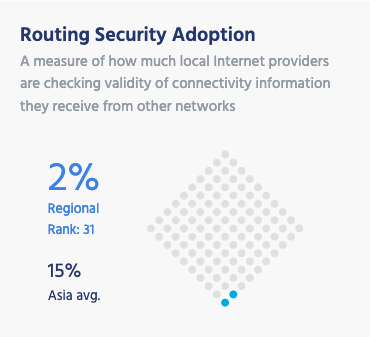 Routing Security Adoption
A measure of how much local Internet providers
are checking validity of connectivity information
they receive from other networks
2%
Regional
Rank: 31
15%
Asia avg.